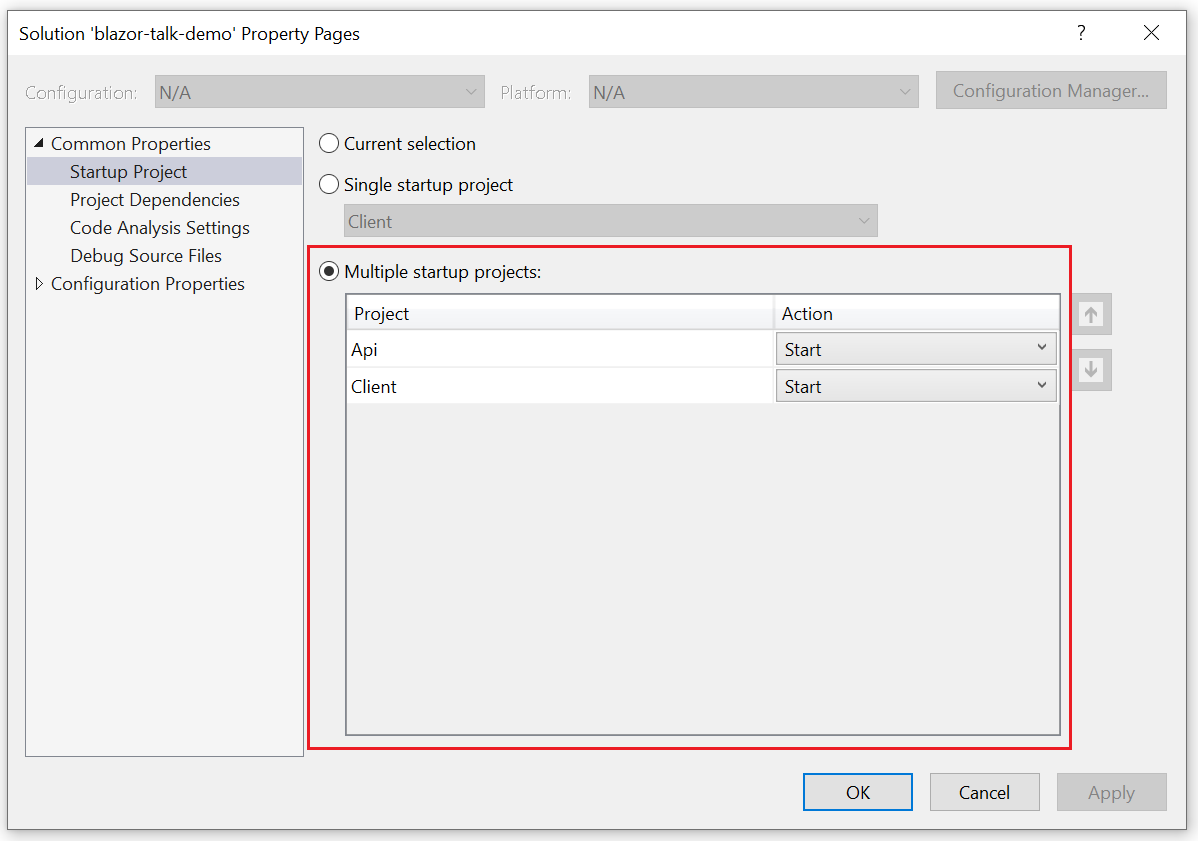 Solution 'blazor-talk-demo' Property Pages
?
Configuration: N/A Platform: N/A Configuration Manager...
Common Properties
Startup Project
Project Dependencies
Code Analysis Settings
Debug Source Files
Configuration Properties
Current selection
Single startup project
Client
Multiple startup projects:
Project Action
Api Start
Client Start
OK Cancel Apply